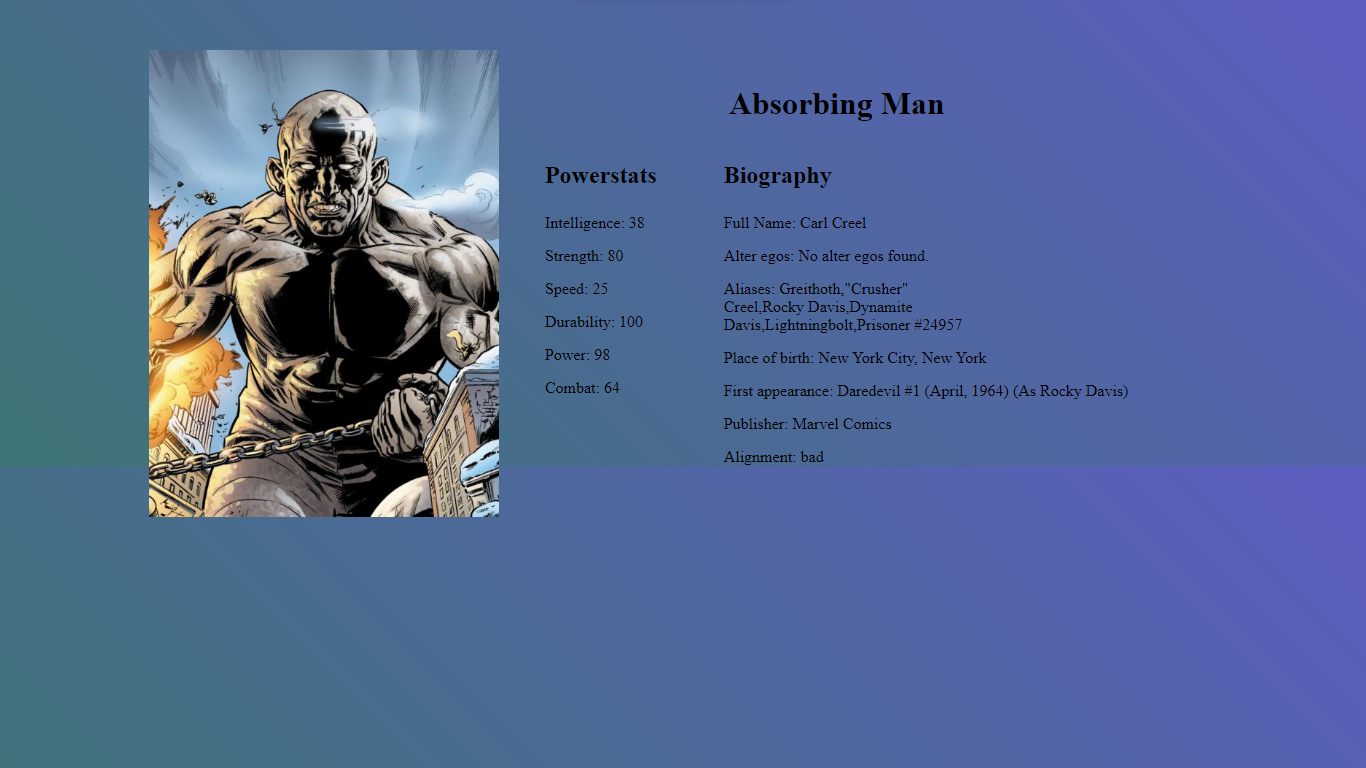 Absorbing Man
Powerstats
Intelligence: 38
Strength: 80
Speed: 25
Durability: 100
Power: 98
Combat: 64
Biography
Full Name: Carl Creel
Alter egos: No alter egos found.
Aliases: Greithoth,"Crusher"
Creel,Rocky Davis,Dynamite
Davis,Lightningbolt,Prisoner #24957
Place of birth: New York City, New York
First appearance: Daredevil #1 (April, 1964) (As Rocky Davis)
Publisher: Marvel Comics
Alignment: bad